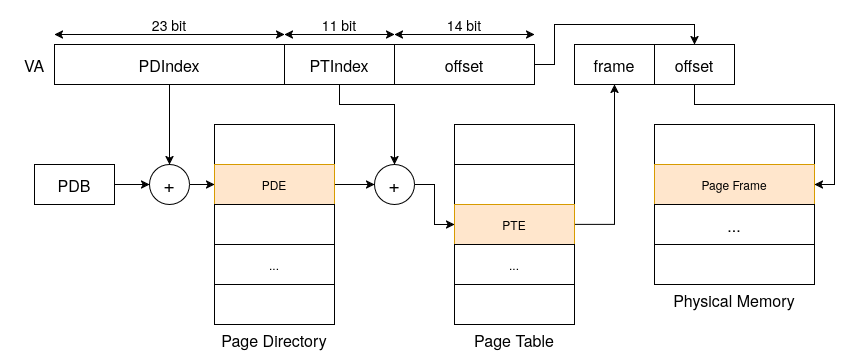 23 bit
11 bit
14 bit
VA
PDIndex
PTIndex
offset
frame
offset
PDB
+
PDE
+
Page Frame
PTE
...
...
...
Physical Memory
Page Directory
Page Table